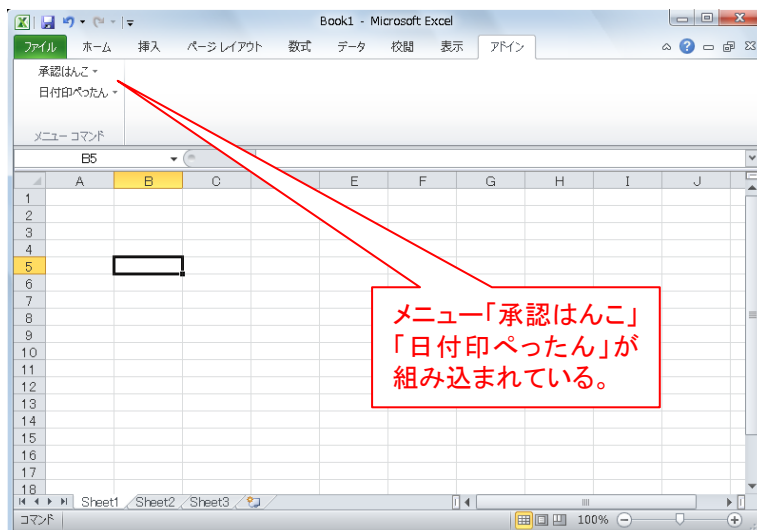 Book1 - Microsoft Excel
ファイル ホーム 挿入 ページ レイアウト 数式 データ 校閲 表示 アドイン
承認はんこ
日付印ぺったん
メニュー コマンド
B5
A B C E F G H I J
1
2
3
4
5
6
7
8
9
10
11
12
13
14
15
16
17
18
メニュー「承認はんこ」
「日付印ぺったん」が
組み込まれている。
Sheet1 Sheet2 Sheet3
コマンド 100%